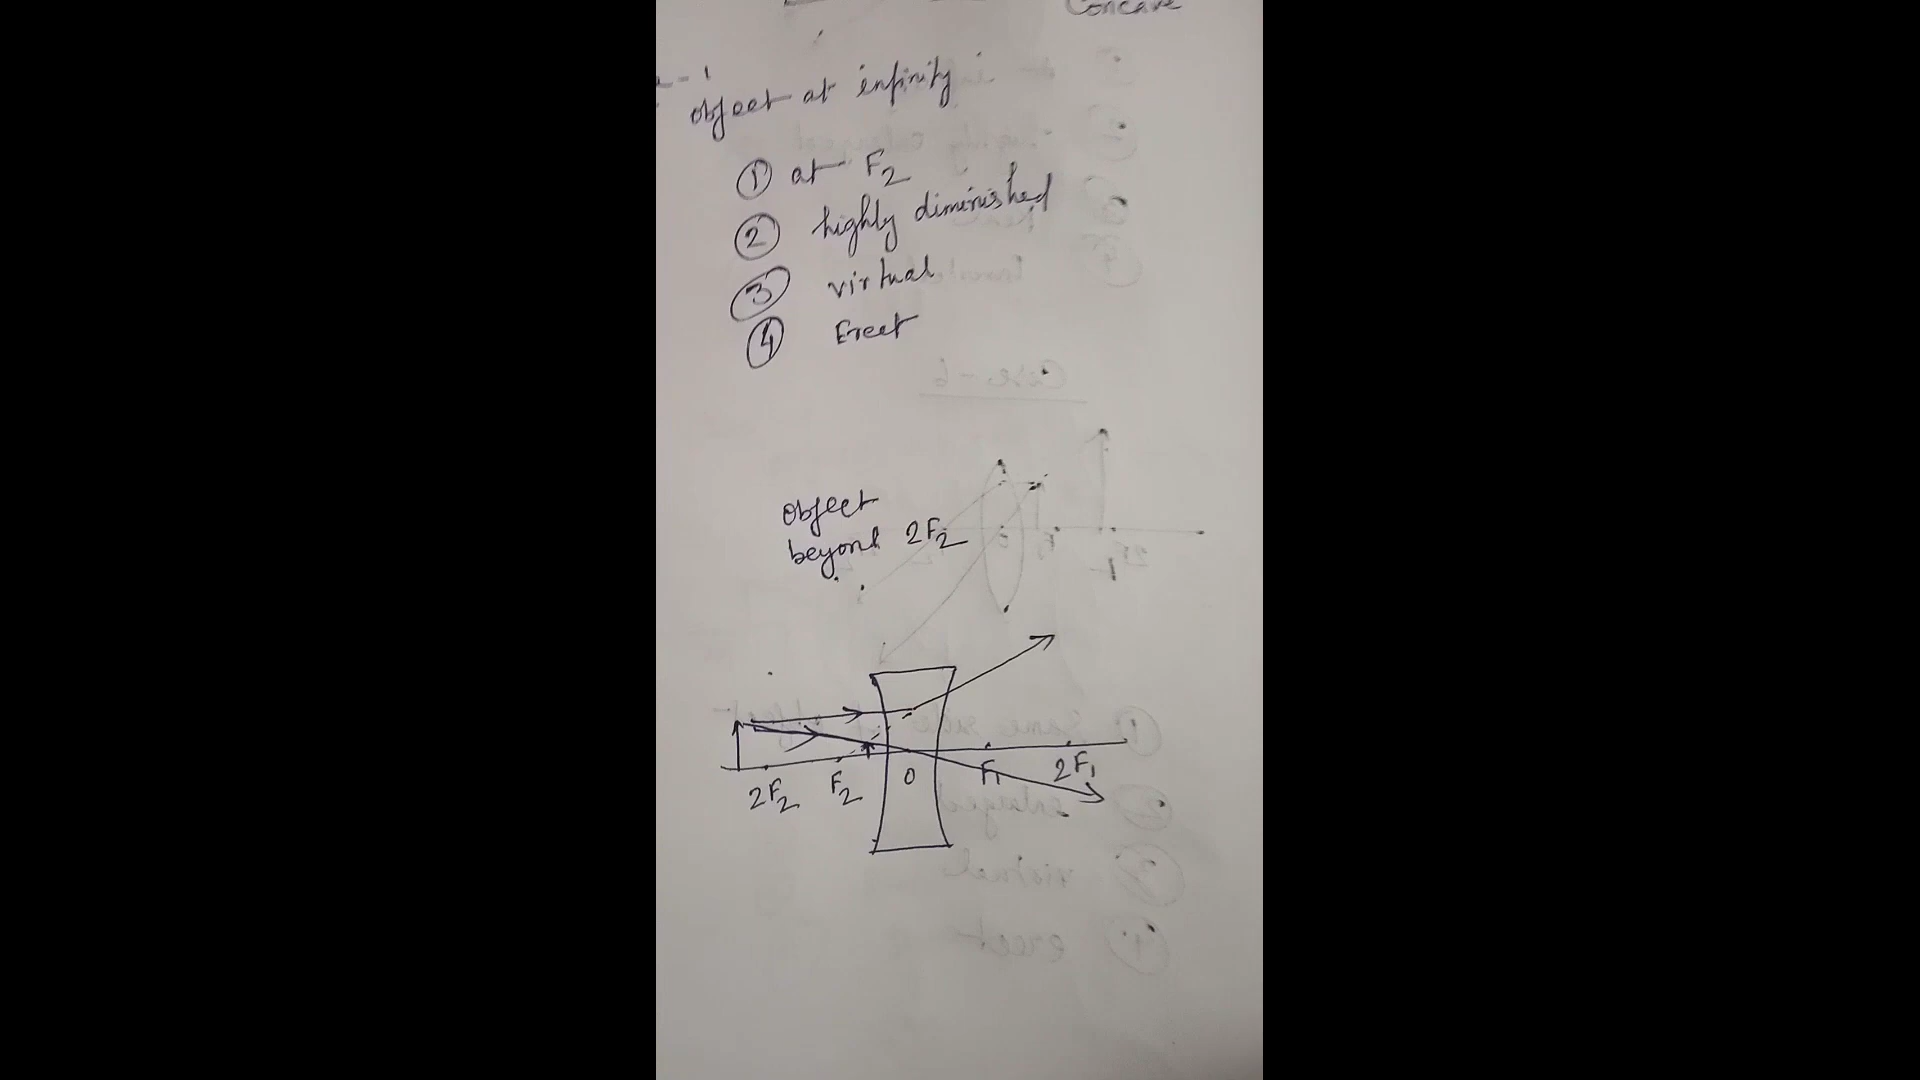 Concave
object at infinity
① at F2
② highly diminished
③ virtual
④ Erect
object
beyond 2F2
2F2 F2 O F1 2F1